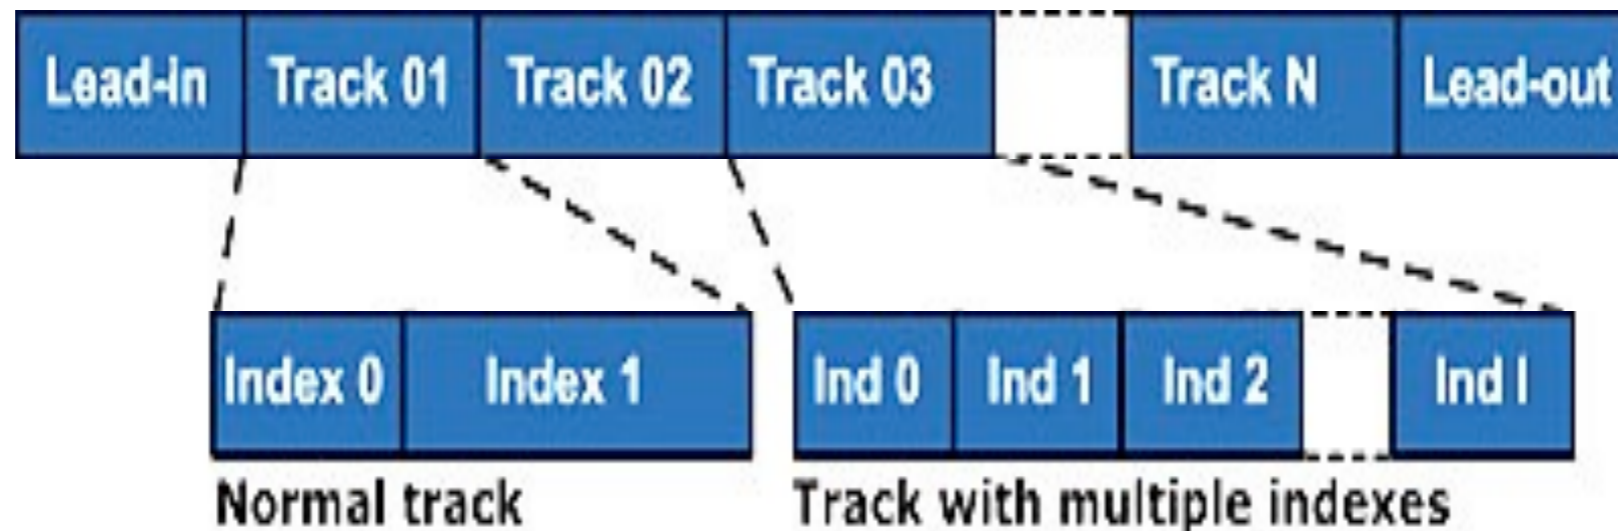 Lead-in Track 01 Track 02 Track 03 Track N Lead-out
Index 0 Index 1 Ind 0 Ind 1 Ind 2 Ind I
Normal track Track with multiple indexes